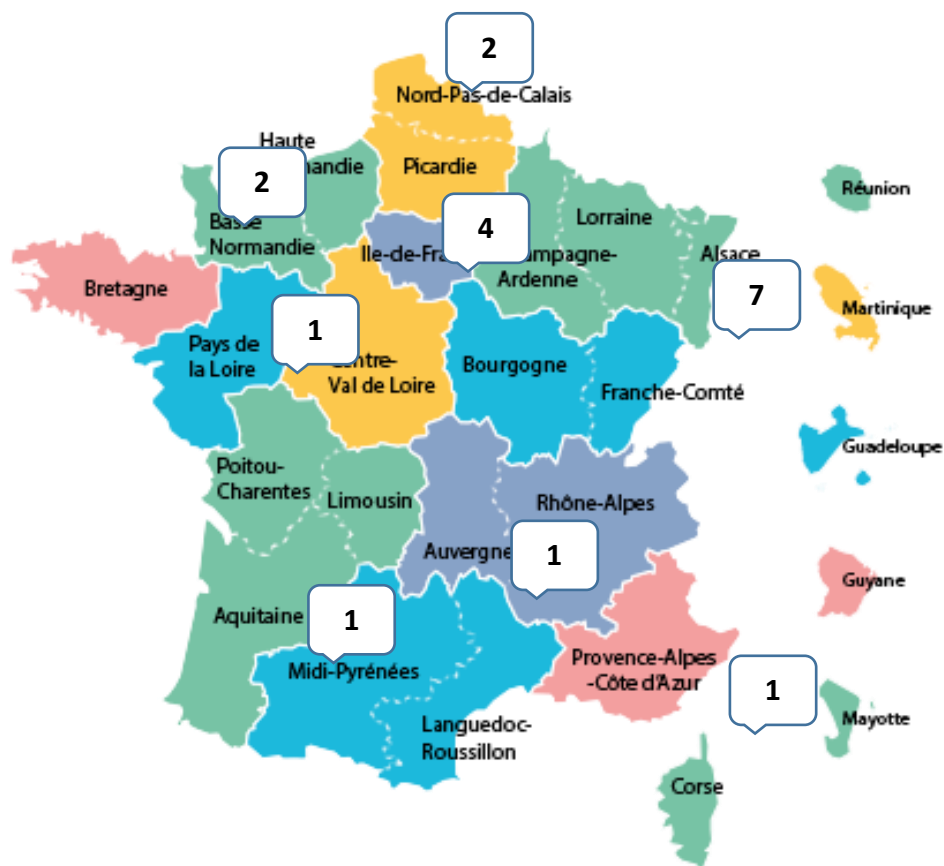 2
Nord-Pas-de-Calais
Haute
Picardie
2
Réunion
Lorraine
4
Basse
Normandie
Alsace
Ardenne
Bretagne
7
Martinique
1
Pays de
la Loire
Bourgogne
Val de Loire
Franche-Comté
Guadeloupe
Poitou-
Charentes
Limousin
Rhône-Alpes
Auvergne
1
Guyane
Aquitaine
1
Provence-Alpes
-Côte d'Azur
Midi-Pyrénées
1
Mayotte
Languedoc-
Roussillon
Corse